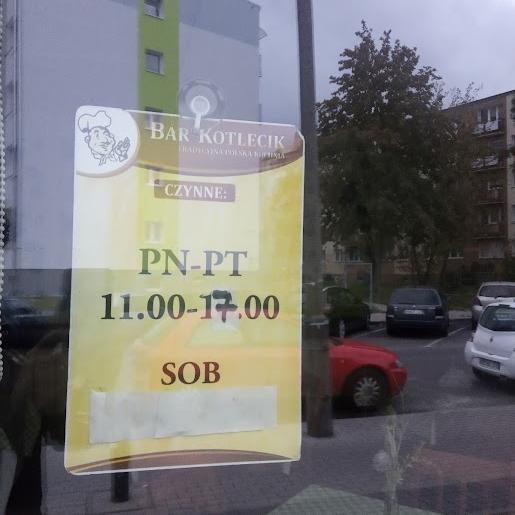 BAR KOTLECIK
TRADYCYJNA POLSKA KUCHNIA
CZYNNE:
PN-PT
11.00-17.00
SOB